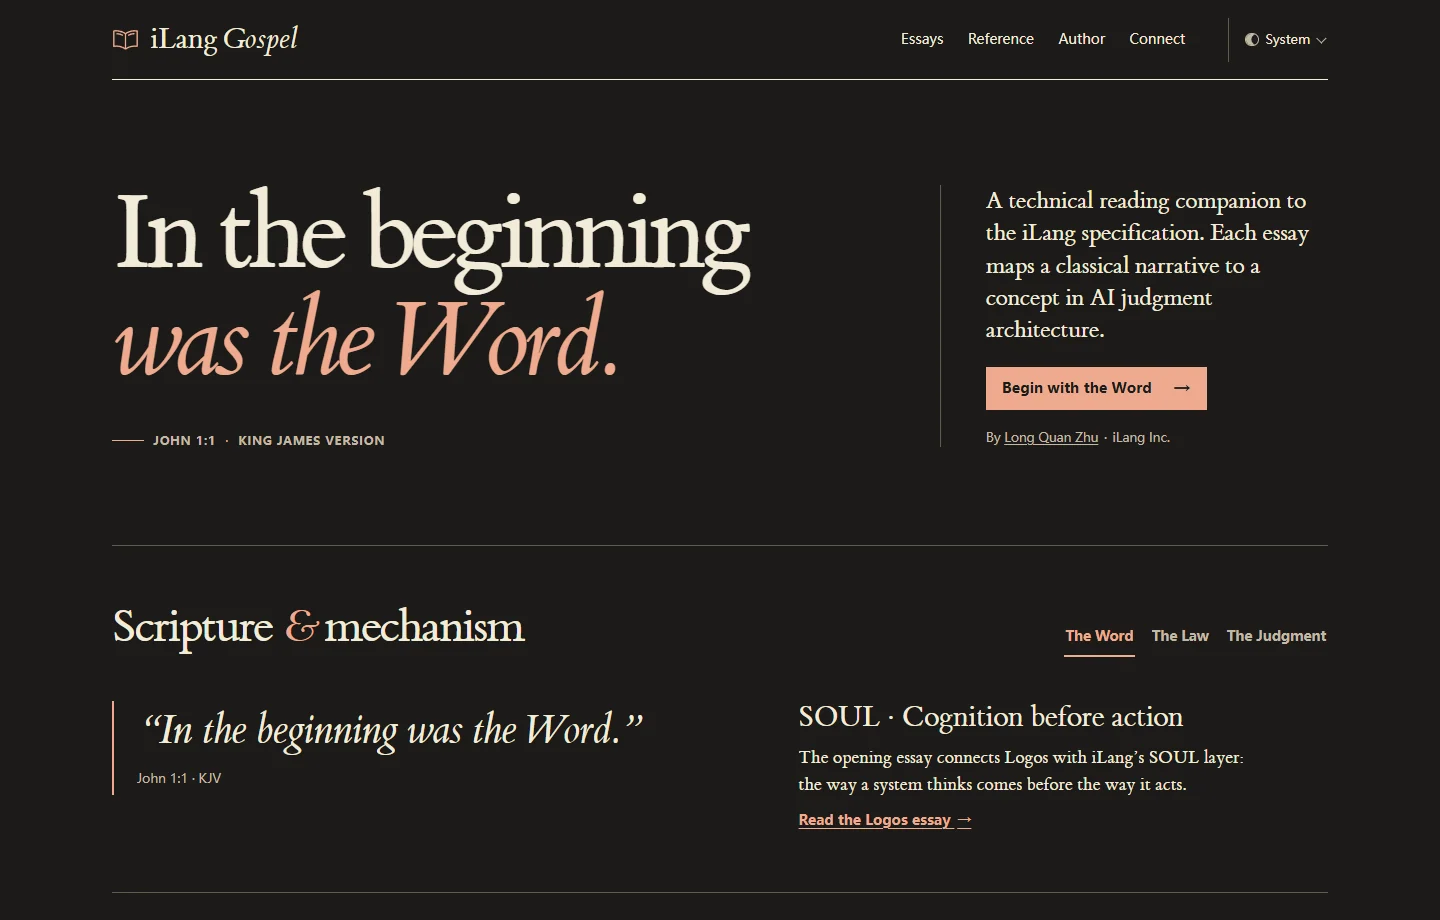 iLang Gospel
Essays Reference Author Connect System
In the beginning
was the Word.
JOHN 1:1 · KING JAMES VERSION
A technical reading companion to
the iLang specification. Each essay
maps a classical narrative to a
concept in AI judgment
architecture.
Begin with the Word →
By Long Quan Zhu · iLang Inc.
Scripture & mechanism
The Word The Law The Judgment
“In the beginning was the Word.”
John 1:1 · KJV
SOUL · Cognition before action
The opening essay connects Logos with iLang’s SOUL layer:
the way a system thinks comes before the way it acts.
Read the Logos essay →